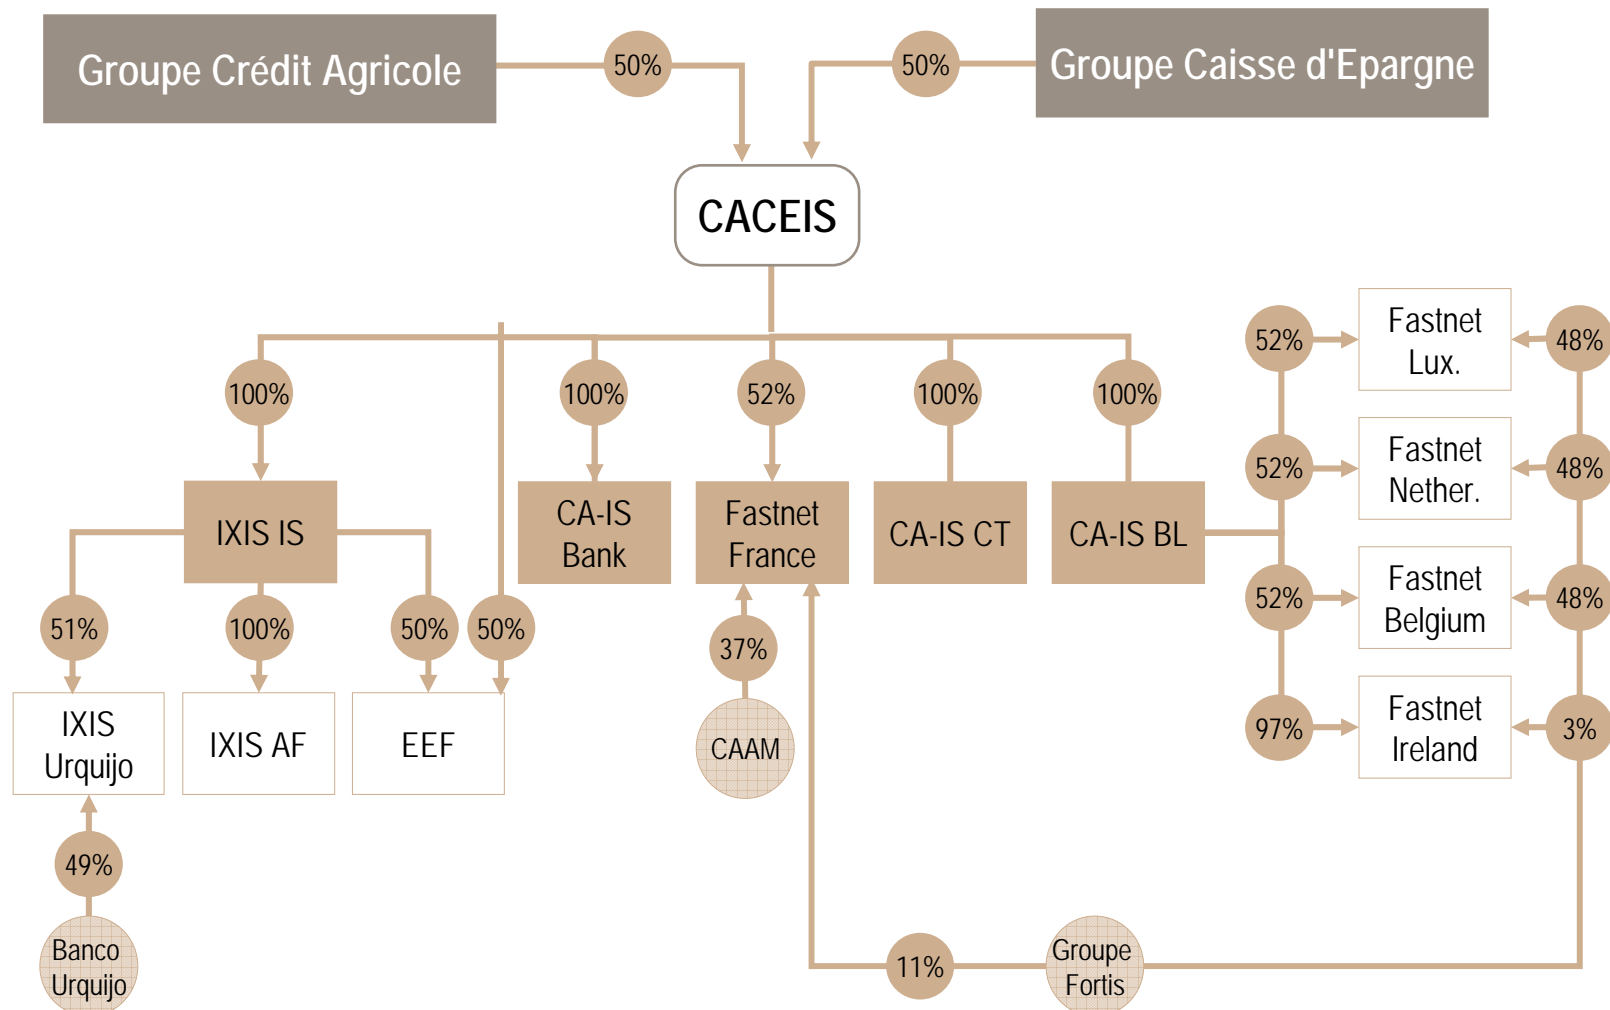 Groupe Crédit Agricole
50%
50%
Groupe Caisse d'Epargne
CACEIS
100%
100%
52%
100%
100%
IXIS IS
CA-IS
Bank
Fastnet
France
CA-IS CT
CA-IS BL
52%
Fastnet
Lux.
48%
52%
Fastnet
Nether.
48%
52%
Fastnet
Belgium
48%
97%
Fastnet
Ireland
3%
51%
100%
50%
50%
37%
IXIS
Urquijo
IXIS AF
EEF
CAAM
49%
Banco
Urquijo
11%
Groupe
Fortis